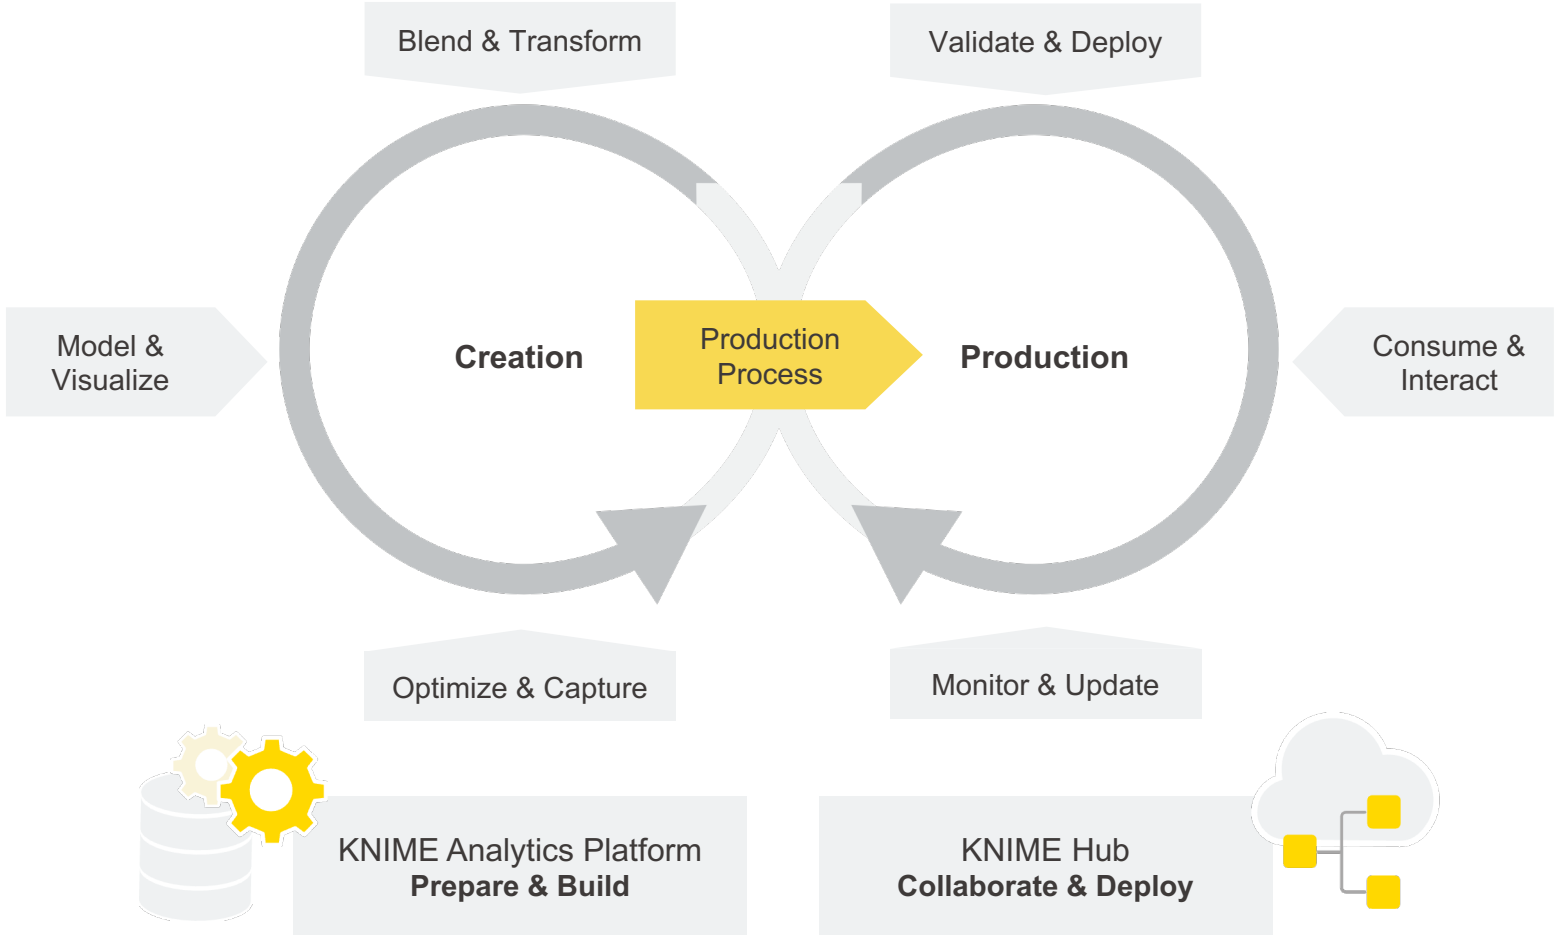 Blend & Transform
Validate & Deploy
Model &
Visualize
Creation
Production
Process
Production
Consume &
Interact
Optimize & Capture
Monitor & Update
KNIME Analytics Platform
Prepare & Build
KNIME Hub
Collaborate & Deploy